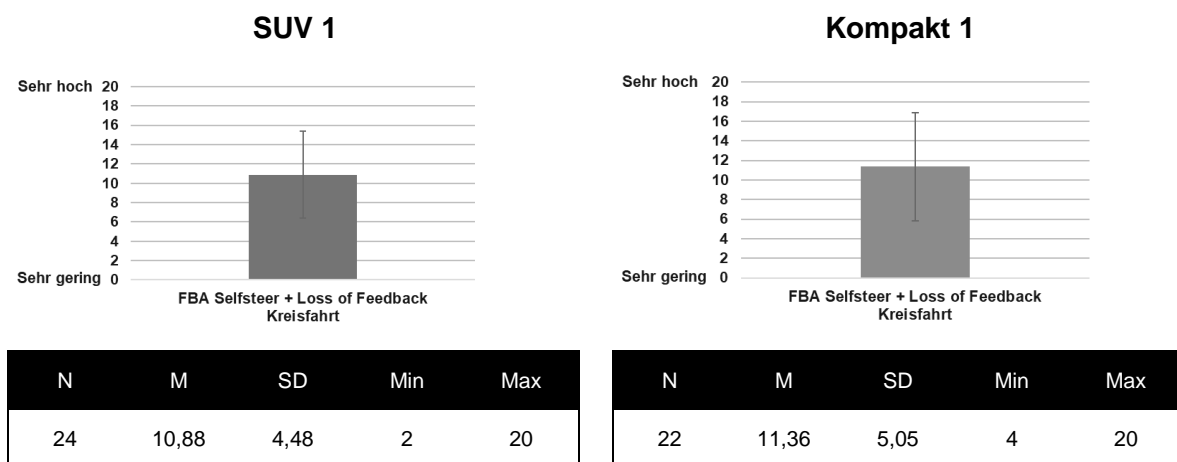 SUV 1
Sehr hoch 20
18
16
14
12
10
8
6
4
2
Sehr gering 0
FBA Selfsteer + Loss of Feedback
Kreisfahrt
N M SD Min Max
24 10,88 4,48 2 20
Kompakt 1
Sehr hoch 20
18
16
14
12
10
8
6
4
2
Sehr gering 0
FBA Selfsteer + Loss of Feedback
Kreisfahrt
N M SD Min Max
22 11,36 5,05 4 20